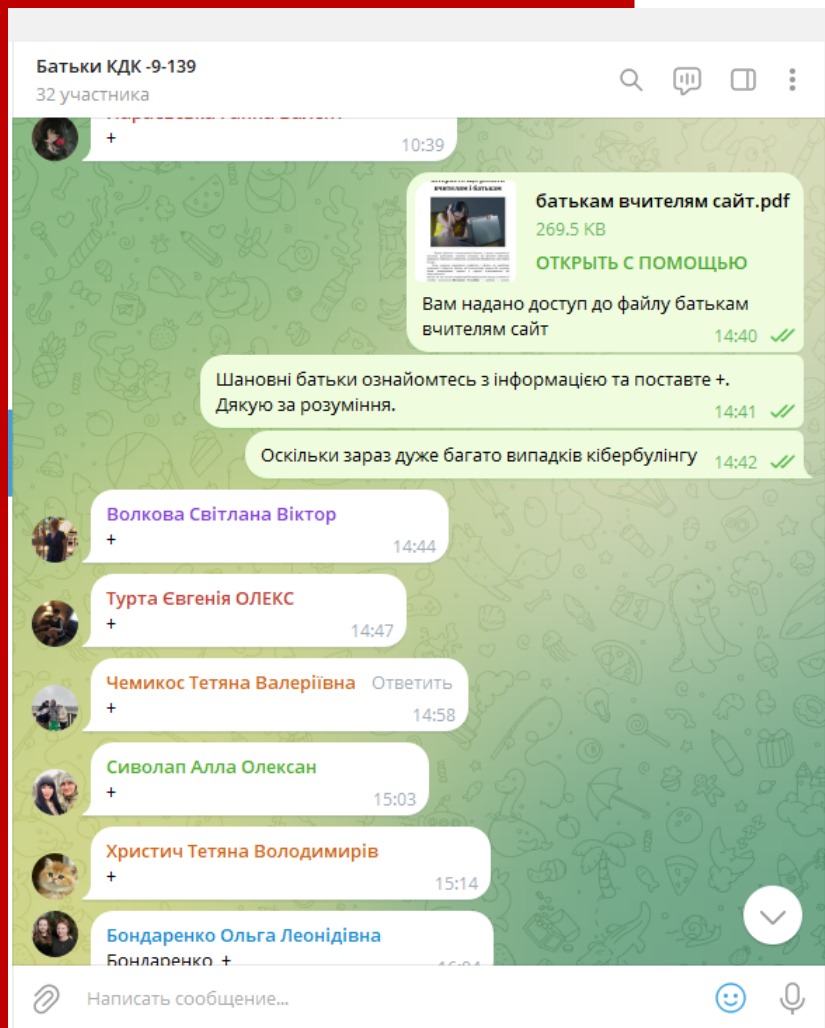 Батьки КДК -9-139
32 участника
+
10:39
вчителям і батькам
батькам вчителям сайт.pdf
269.5 KB
ОТКРЫТЬ С ПОМОЩЬЮ
Вам надано доступ до файлу батькам
вчителям сайт
14:40
Шановні батьки ознайомтесь з інформацією та поставте +.
Дякую за розуміння.
14:41
Оскільки зараз дуже багато випадків кібербулінгу 14:42
Волкова Світлана Віктор
+
14:44
Турта Євгенія ОЛЕКС
+
14:47
Чемикос Тетяна Валеріївна Ответить
+
14:58
Сиволап Алла Олексан
+
15:03
Христич Тетяна Володимирів
+
15:14
Бондаренко Ольга Леонідівна
Бондаренко +
Написать сообщение...